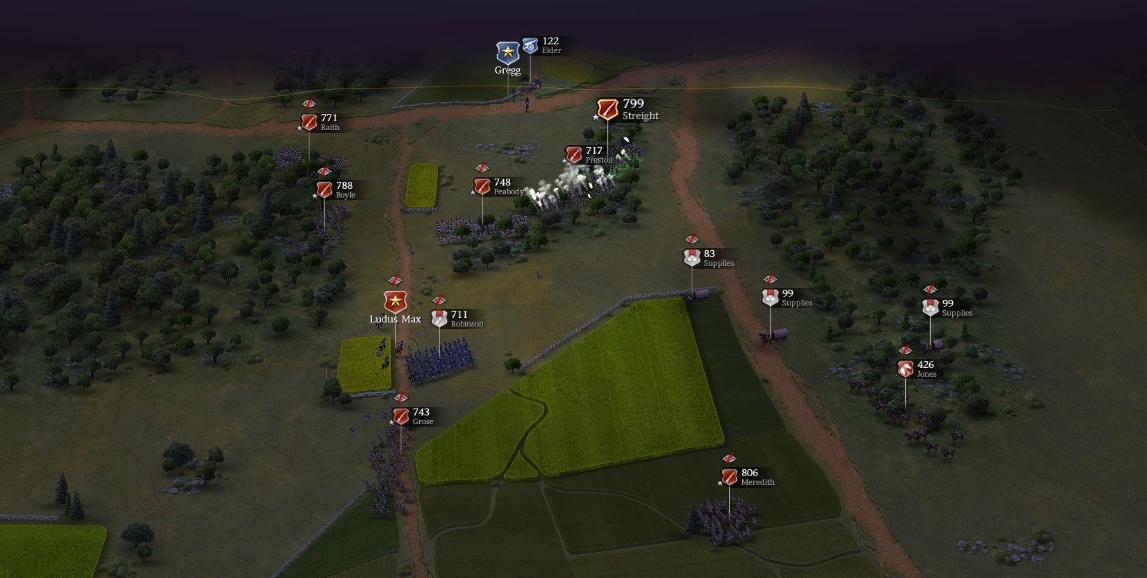 122
Elder
Gregg
799
Streight
771
Raith
717
Preston
788
Boyle
748
Peabody
83
Supplies
99
Supplies
99
Supplies
Ludus Max
711
Robinson
426
Jones
743
Grose
806
Meredith